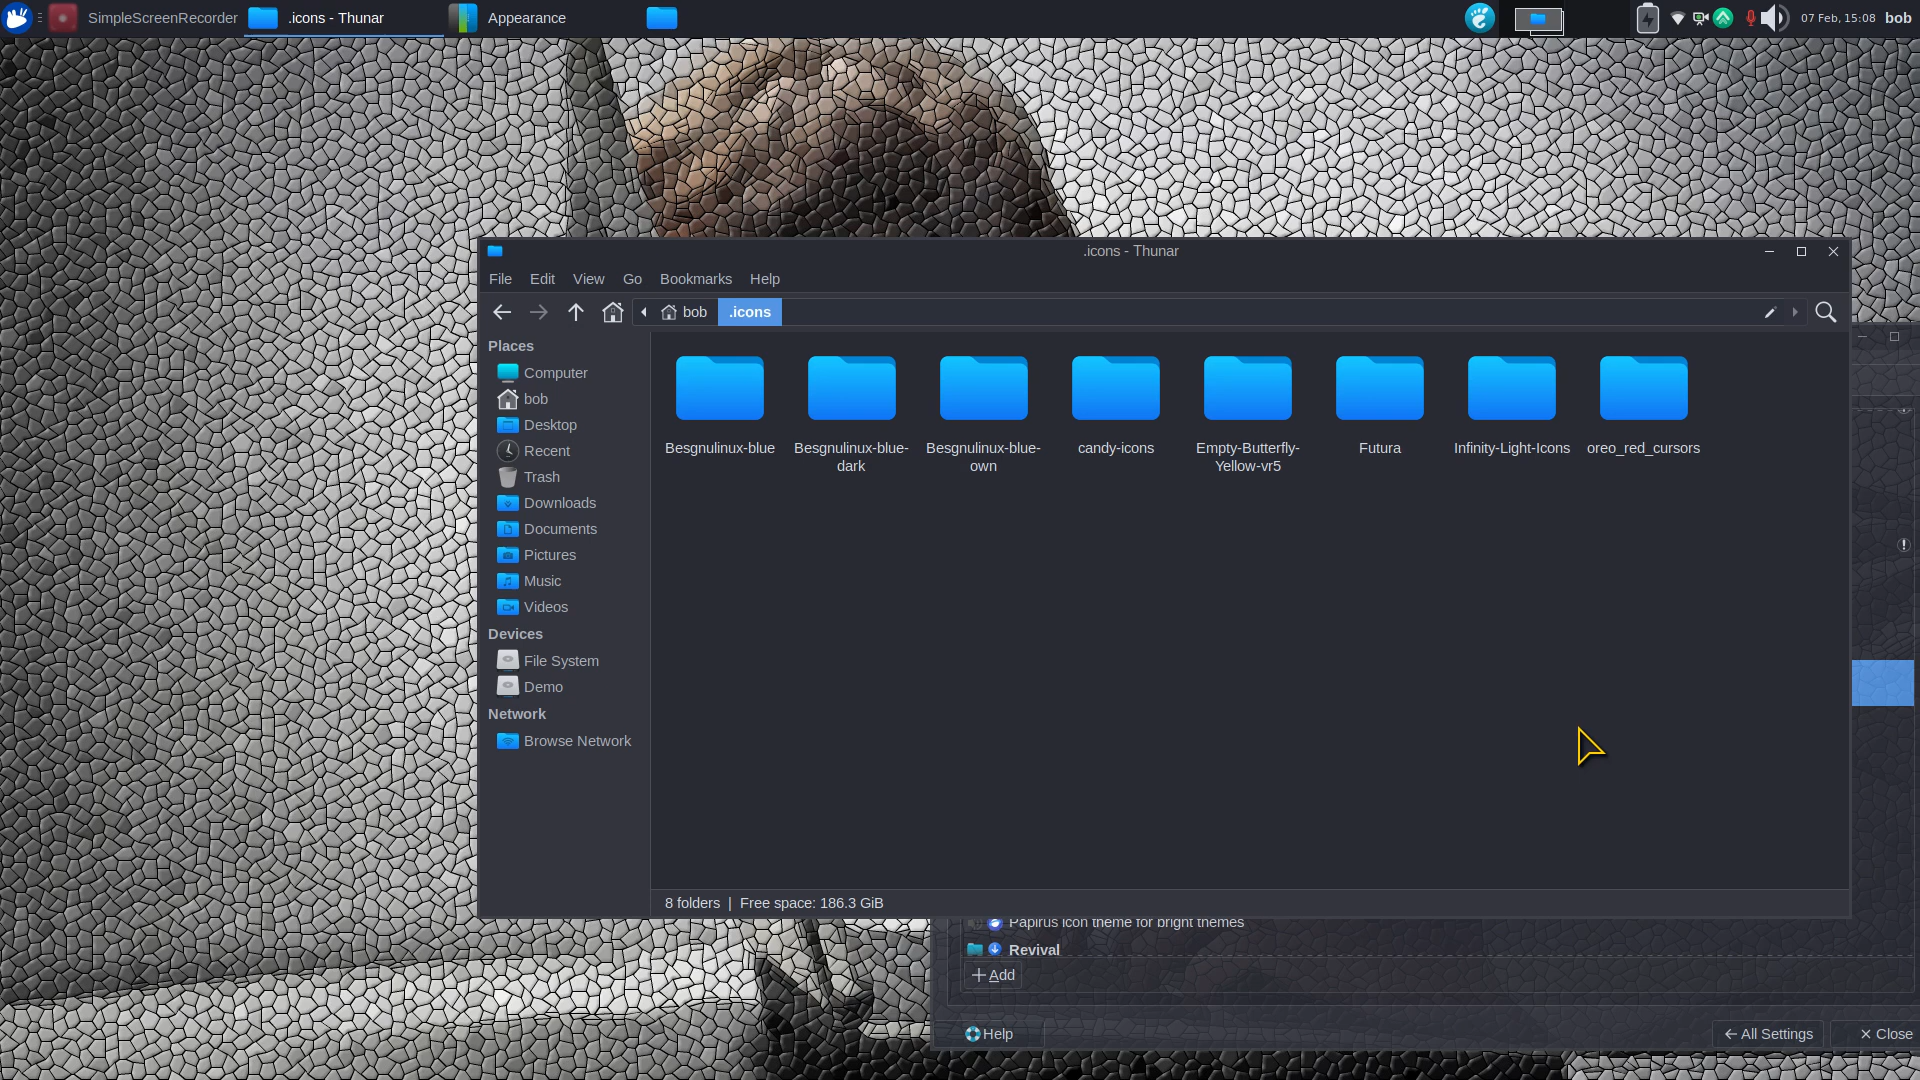 SimpleScreenRecorder
.icons - Thunar
Appearance
07 Feb, 15:08 bob
.icons - Thunar
File Edit View Go Bookmarks Help
bob .icons
Places
Computer
bob
Desktop
Recent
Trash
Downloads
Documents
Pictures
Music
Videos
Devices
File System
Demo
Network
Browse Network
Besgnulinux-blue
Besgnulinux-blue-
dark
Besgnulinux-blue-
own
candy-icons
Empty-Butterfly-
Yellow-vr5
Futura
Infinity-Light-Icons
oreo_red_cursors
8 folders | Free space: 186.3 GiB
Papirus icon theme for bright themes
Revival
Add
Help
All Settings
Close